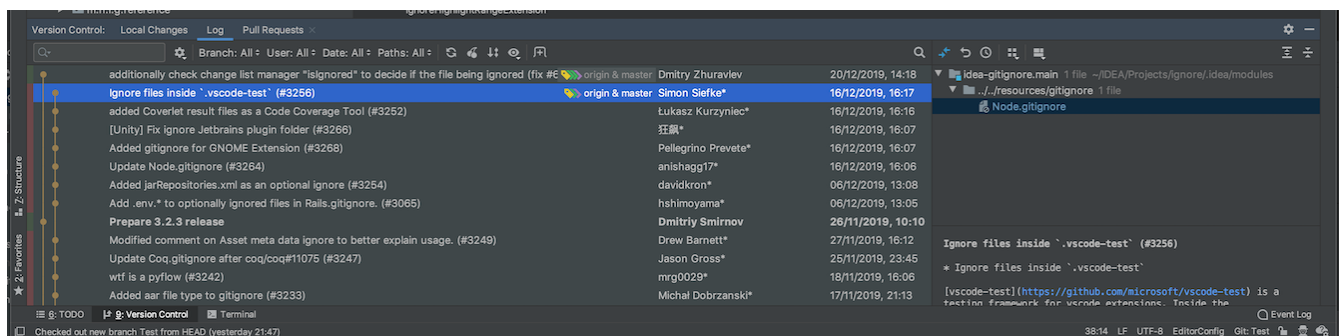 m.n.l.g.reference IgnoreHighlightRangeExtension
Version Control: Local Changes Log Pull Requests
Branch: All User: All Date: All Paths: All
additionally check change list manager "isIgnored" to decide if the file being ignored (fix #6 origin & master Dmitry Zhuravlev 20/12/2019, 14:18
Ignore files inside `.vscode-test` (#3256) origin & master Simon Siefke* 16/12/2019, 16:17
added Coverlet result files as a Code Coverage Tool (#3252) Łukasz Kurzyniec* 16/12/2019, 16:16
[Unity] Fix ignore Jetbrains plugin folder (#3266) 狂飙* 16/12/2019, 16:07
Added gitignore for GNOME Extension (#3268) Pellegrino Prevete* 16/12/2019, 16:07
Update Node.gitignore (#3264) anishagg17* 16/12/2019, 16:06
Added jarRepositories.xml as an optional ignore (#3254) davidkron* 06/12/2019, 13:08
Add .env.* to optionally ignored files in Rails.gitignore. (#3065) hshimoyama* 06/12/2019, 13:05
Prepare 3.2.3 release Dmitriy Smirnov 26/11/2019, 10:10
Modified comment on Asset meta data ignore to better explain usage. (#3249) Drew Barnett* 27/11/2019, 16:12
Update Coq.gitignore after coq/coq#11075 (#3247) Jason Gross* 25/11/2019, 23:45
wtf is a pyflow (#3242) mrg0029* 18/11/2019, 16:06
Added aar file type to gitignore (#3233) Michał Dobrzanski* 17/11/2019, 21:13
idea-gitignore.main 1 file ~/IDEA/Projects/ignore/.idea/modules
../../resources/gitignore 1 file
Node.gitignore
Ignore files inside `.vscode-test` (#3256)
* Ignore files inside `.vscode-test`
[vscode-test](https://github.com/microsoft/vscode-test) is a
testing framework for vscode extensions. Inside the
Z: Structure
2: Favorites
6: TODO 9: Version Control Terminal Event Log
Checked out new branch Test from HEAD (yesterday 21:47) 38:14 LF UTF-8 EditorConfig Git: Test